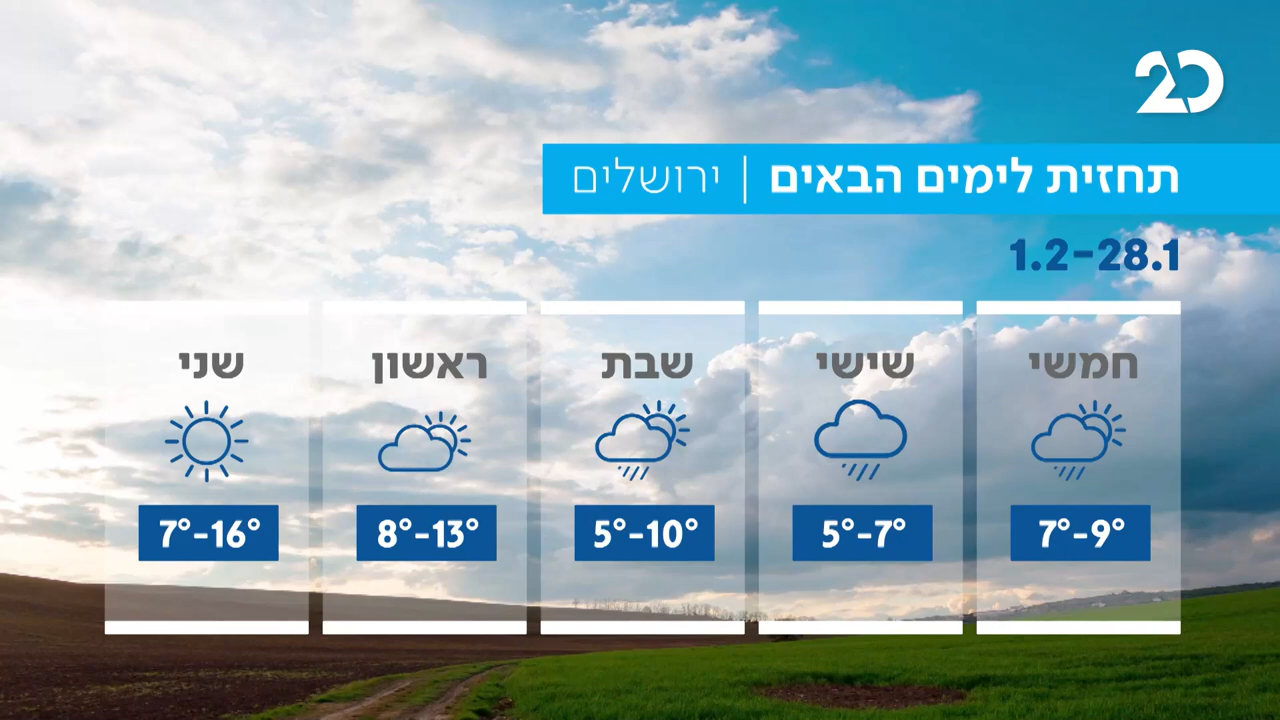 20
תחזית לימים הבאים | ירושלים
28.1-1.2
חמשי
שישי
שבת
ראשון
שני
7°-9°
5°-7°
5°-10°
8°-13°
7°-16°